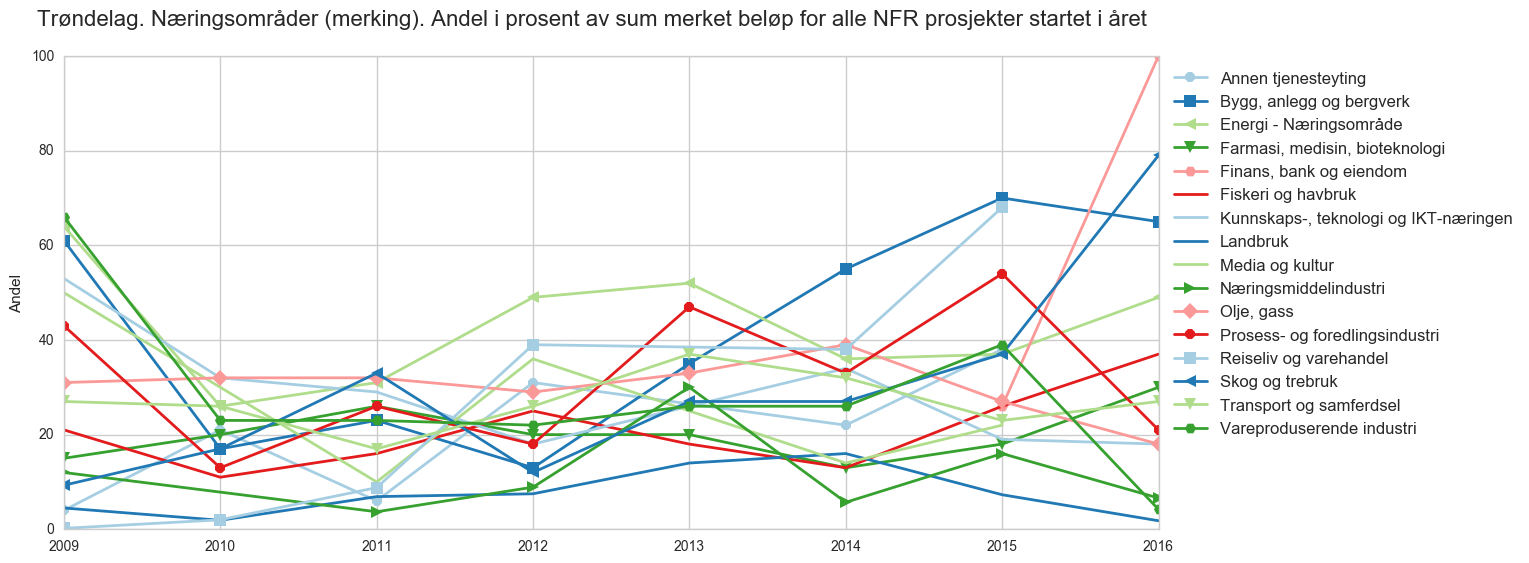 Trøndelag. Næringsområder (merking). Andel i prosent av sum merket beløp for alle NFR prosjekter startet i året
100
80
60
40
20
0
Andel
2009
2010
2011
2012
2013
2014
2015
2016
Annen tjenesteyting
Bygg, anlegg og bergverk
Energi - Næringsområde
Farmasi, medisin, bioteknologi
Finans, bank og eiendom
Fiskeri og havbruk
Kunnskaps-, teknologi og IKT-næringen
Landbruk
Media og kultur
Næringsmiddelindustri
Olje, gass
Prosess- og foredlingsindustri
Reiseliv og varehandel
Skog og trebruk
Transport og samferdsel
Vareproduserende industri